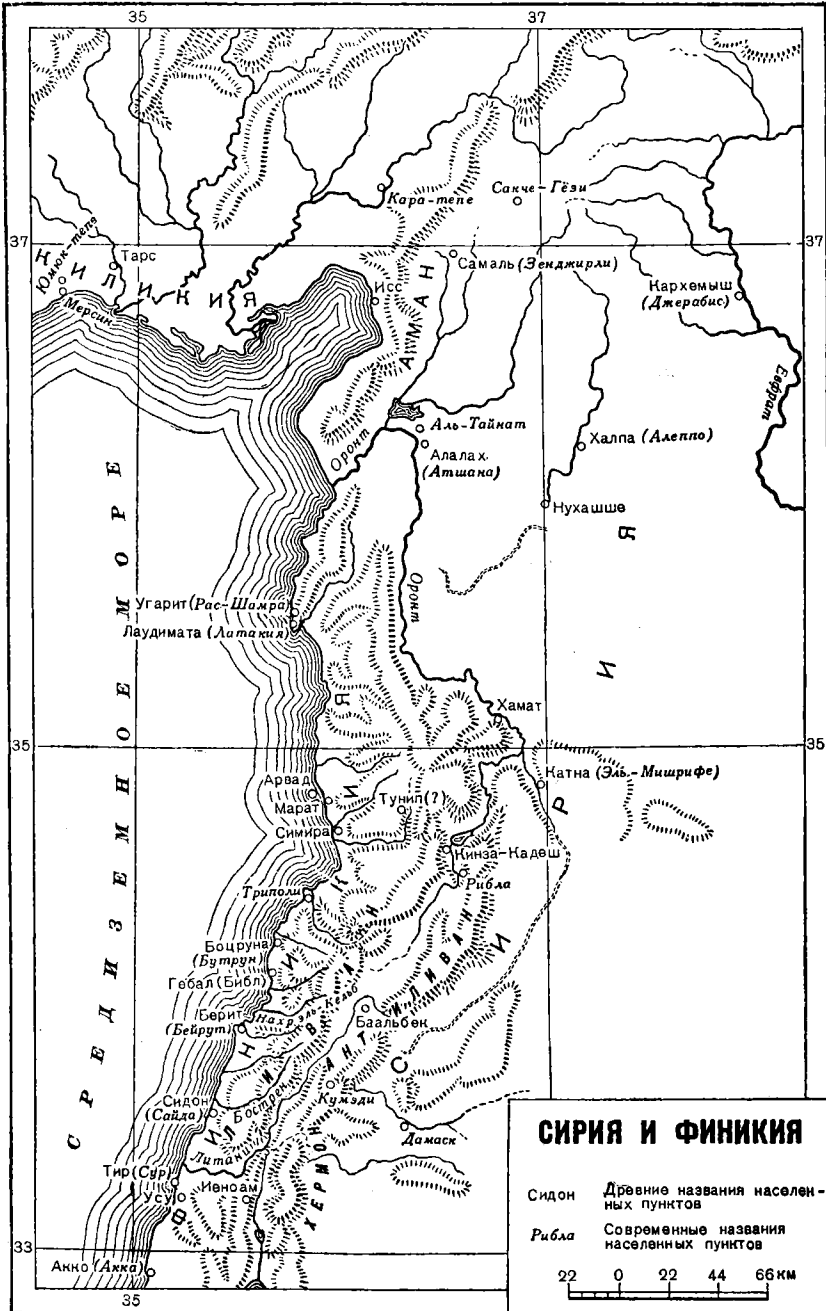 35
37
Кара-тепе
Сакче-Гёзи
37
37
Юмюк-тепе
Тарс
КИЛИКИЯ
Мерсин
Самаль (Зенджирли)
Исс
Кархемыш
(Джерабис)
АМАН
Евфрат
Аль-Тайнат
Оронт
Алалах
(Атшана)
Халпа (Алеппо)
Нухашше
СРЕДИЗЕМНОЕ МОРЕ
Оронт
Угарит (Рас-Шамра)
Лаудимата (Латакия)
Хамат
35
35
Катна (Эль-Мишрифе)
Арвад
Марат
Тунип (?)
Симира
Кинза-Кадеш
Рибла
Триполи
Боцруна
(Бутрун)
Гебал (Библ)
Нахр-эль-Кельб
Берит
(Бейрут)
Баальбек
ЛИВАН
АНТИЛИВАН
ФИНИКИЯ
СИРИЯ
Кумэди
Сидон
(Сайда)
Бострен
Дамаск
Литани
Тир (Сур)
Усу
Иеноам
ХЕРМОН
33
Акко (Акка)
35
СИРИЯ И ФИНИКИЯ
Сидон Древние названия населен-
ных пунктов
Рибла Современные названия
населенных пунктов
22 0 22 44 66 км